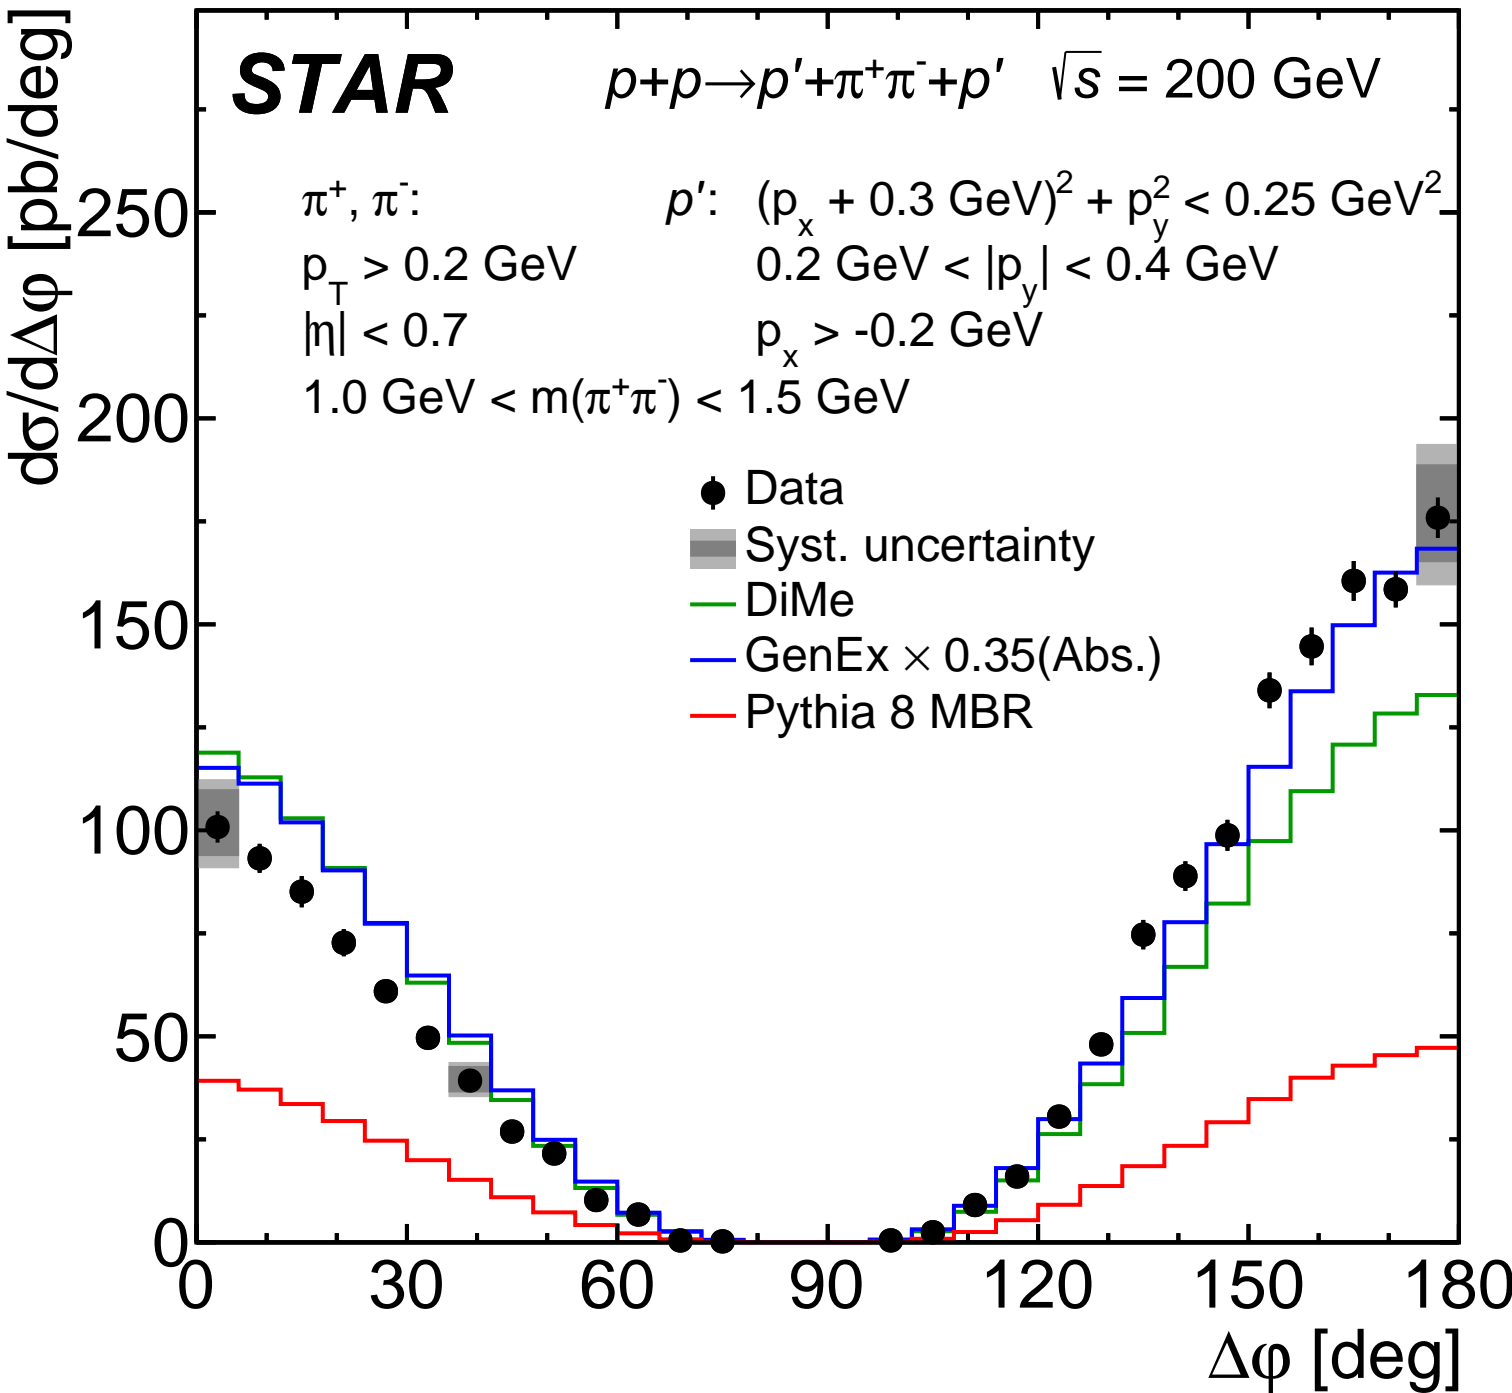 dσ/dΔφ [pb/deg]
STAR p+p→p′+π⁺π⁻+p′ √s = 200 GeV
π⁺, π⁻: p′: (pₓ + 0.3 GeV)² + p_y² < 0.25 GeV²
p_T > 0.2 GeV 0.2 GeV < |p_y| < 0.4 GeV
|η| < 0.7 pₓ > -0.2 GeV
1.0 GeV < m(π⁺π⁻) < 1.5 GeV
Data
Syst. uncertainty
DiMe
GenEx × 0.35(Abs.)
Pythia 8 MBR
250
200
150
100
50
0
0 30 60 90 120 150 180
Δφ [deg]